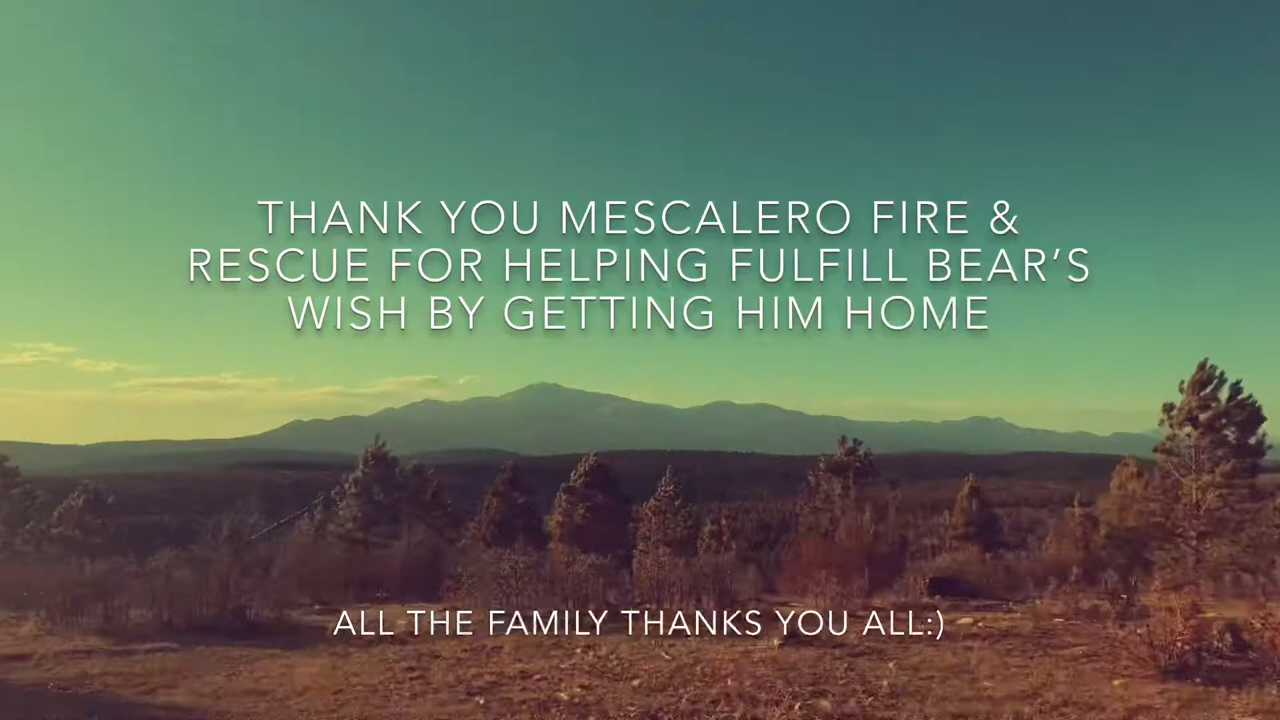 THANK YOU MESCALERO FIRE &
RESCUE FOR HELPING FULFILL BEAR’S
WISH BY GETTING HIM HOME
ALL THE FAMILY THANKS YOU ALL:)